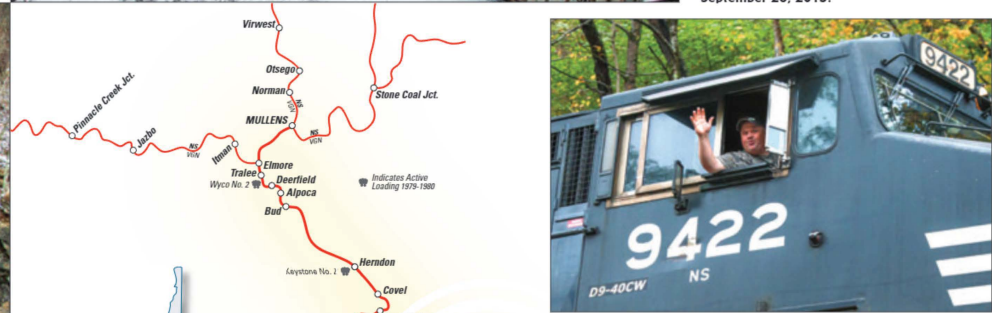 September 26, 2015.
Virwest
Otsego
Norman
NS
VGN
MULLENS
NS
VGN
Stone Coal Jct.
Pinnacle Creek Jct.
Jazbo
NS
VGN
Itman
Elmore
Tralee
Wyco No. 2
Deerfield
Alpoca
Bud
Indicates Active
Loading 1979-1980
Keystone No. 2
Herndon
Covel
9422
9422
NS
D9-40CW